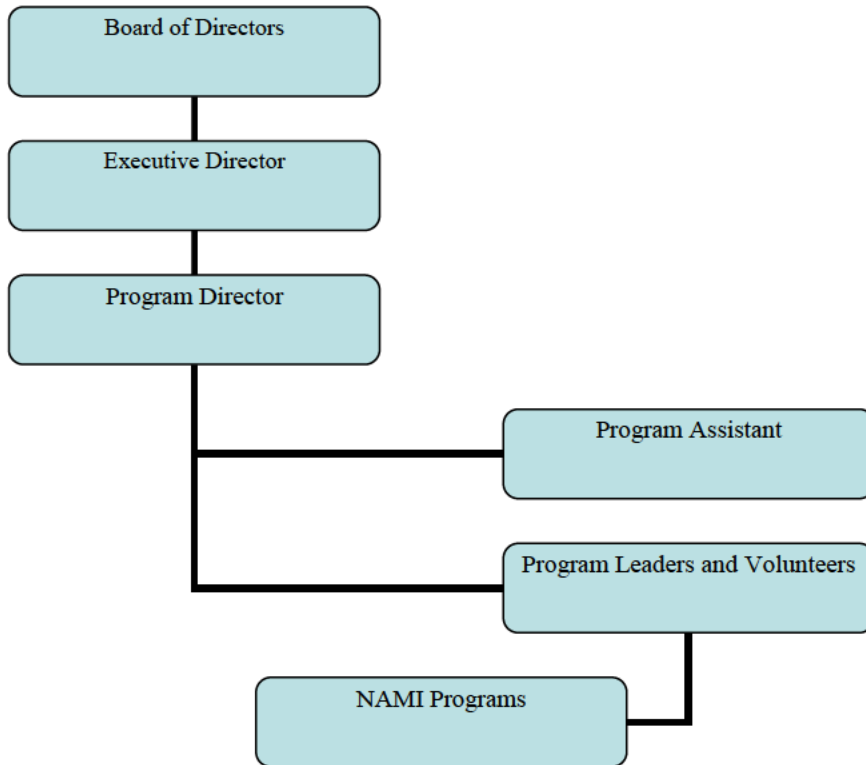 Board of Directors
Executive Director
Program Director
Program Assistant
Program Leaders and Volunteers
NAMI Programs